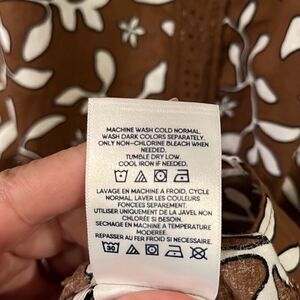 MACHINE WASH COLD NORMAL.
WASH DARK COLORS SEPARATELY.
ONLY NON-CHLORINE BLEACH WHEN
NEEDED.
TUMBLE DRY LOW.
COOL IRON IF NEEDED.
LAVAGE EN MACHINE A FROID, CYCLE
NORMAL. LAVER LES COULEURS
FONCEES SEPAREMENT.
UTILISER UNIQUEMENT DE LA JAVEL NON
CHLOREE SI BESOIN.
SECHAGE EN MACHINE A TEMPERATURE
MODEREE.
REPASSER AU FER FROID SI NECESSAIRE.